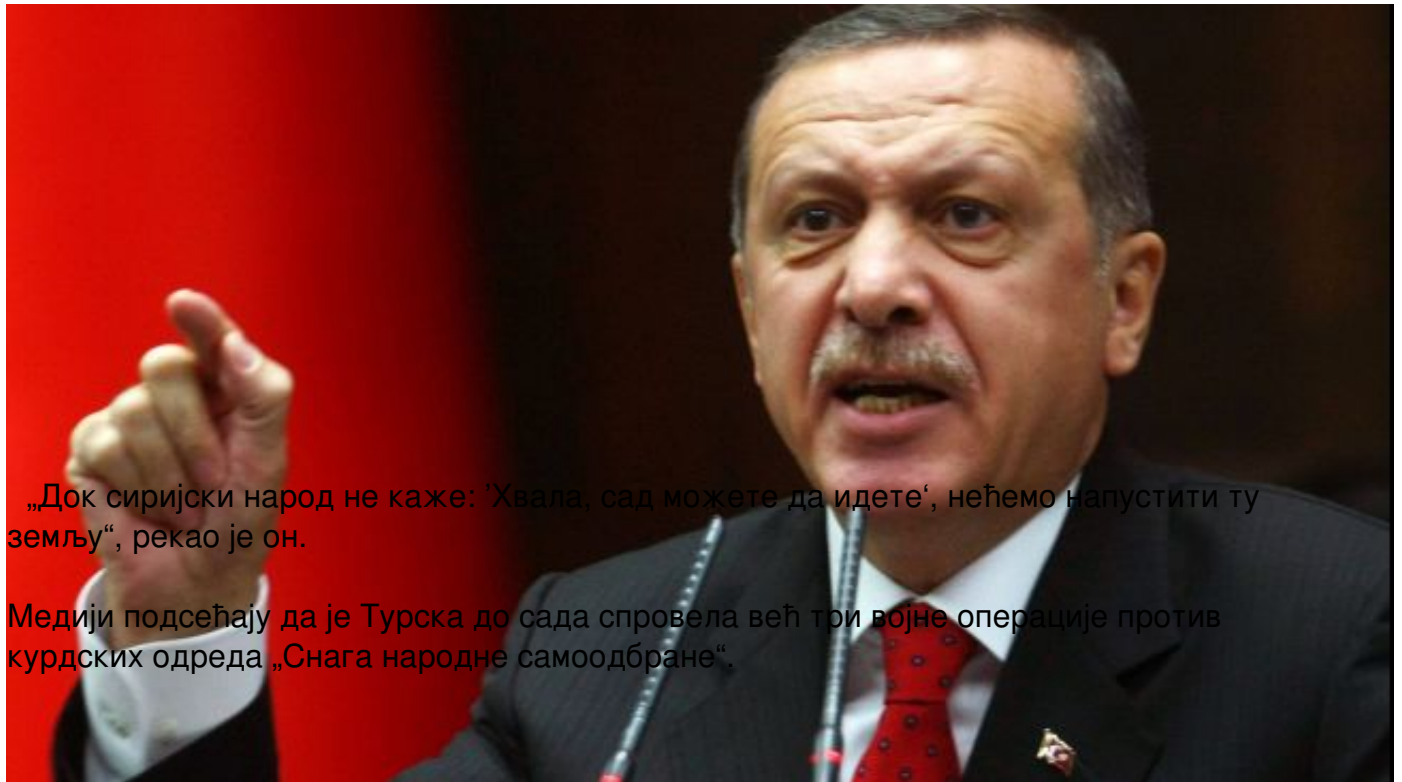 „Док сиријски народ не каже: ’Хвала, сад можете да идете‘, нећемо напустити ту
земљу“, рекао је он.
Медији подсећају да је Турска до сада спровела већ три војне операције против
курдских одреда „Снага народне самоодбране“.